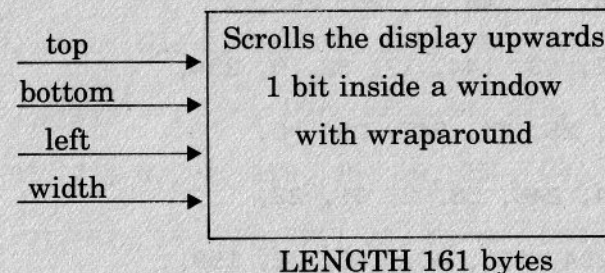 top
bottom
left
width
Scrolls the display upwards
1 bit inside a window
with wraparound
LENGTH 161 bytes